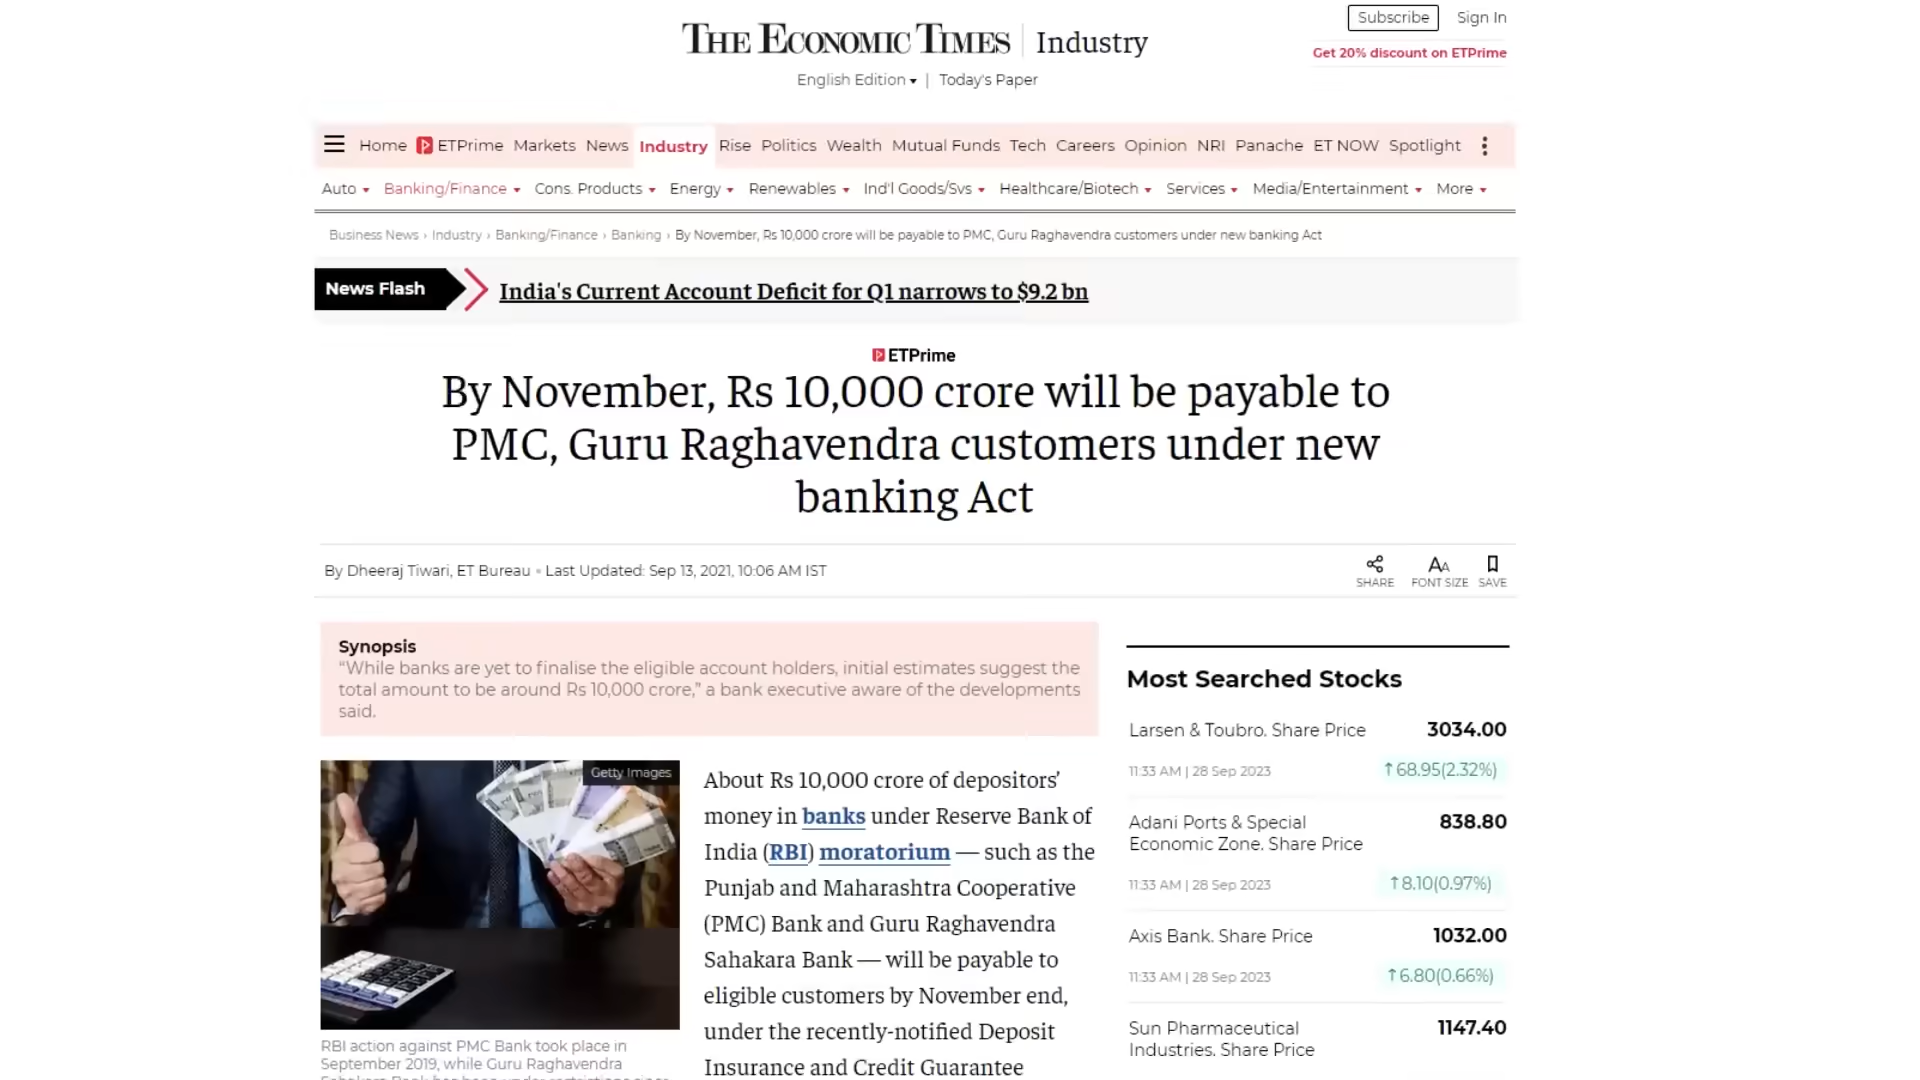 THE ECONOMIC TIMES | Industry
Subscribe Sign In
Get 20% discount on ETPrime
English Edition | Today's Paper
Home ETPrime Markets News Industry Rise Politics Wealth Mutual Funds Tech Careers Opinion NRI Panache ET NOW Spotlight
Auto Banking/Finance Cons. Products Energy Renewables Ind'l Goods/Svs Healthcare/Biotech Services Media/Entertainment More
Business News › Industry › Banking/Finance › Banking › By November, Rs 10,000 crore will be payable to PMC, Guru Raghavendra customers under new banking Act
News Flash India's Current Account Deficit for Q1 narrows to $9.2 bn
ETPrime
By November, Rs 10,000 crore will be payable to
PMC, Guru Raghavendra customers under new
banking Act
By Dheeraj Tiwari, ET Bureau • Last Updated: Sep 13, 2021, 10:06 AM IST
SHARE FONT SIZE SAVE
Synopsis
“While banks are yet to finalise the eligible account holders, initial estimates suggest the
total amount to be around Rs 10,000 crore,” a bank executive aware of the developments
said.
Getty Images
RBI action against PMC Bank took place in
September 2019, while Guru Raghavendra
About Rs 10,000 crore of depositors’
money in banks under Reserve Bank of
India (RBI) moratorium — such as the
Punjab and Maharashtra Cooperative
(PMC) Bank and Guru Raghavendra
Sahakara Bank — will be payable to
eligible customers by November end,
under the recently-notified Deposit
Insurance and Credit Guarantee
Most Searched Stocks
Larsen & Toubro. Share Price 3034.00
11:33 AM | 28 Sep 2023 ↑68.95(2.32%)
Adani Ports & Special 838.80
Economic Zone. Share Price
11:33 AM | 28 Sep 2023 ↑8.10(0.97%)
Axis Bank. Share Price 1032.00
11:33 AM | 28 Sep 2023 ↑6.80(0.66%)
Sun Pharmaceutical 1147.40
Industries. Share Price